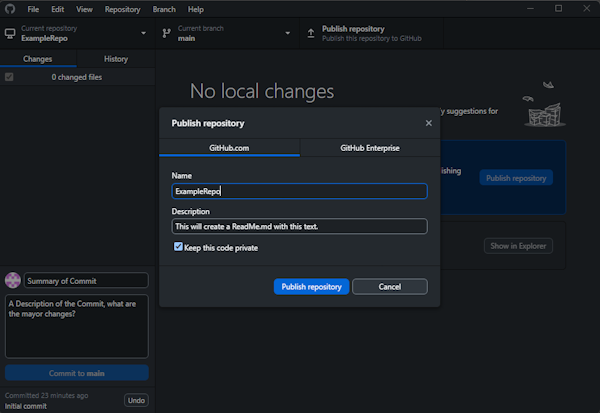 File Edit View Repository Branch Help
Current repository
ExampleRepo
Current branch
main
Publish repository
Publish this repository to GitHub
Changes
History
0 changed files
No local changes
y suggestions for
lishing
Publish repository
Show in Explorer
Publish repository
GitHub.com
GitHub Enterprise
Name
ExampleRepo
Description
This will create a ReadMe.md with this text.
Keep this code private
Publish repository
Cancel
Summary of Commit
A Description of the Commit, what are
the mayor changes?
Commit to main
Committed 23 minutes ago
Initial commit
Undo